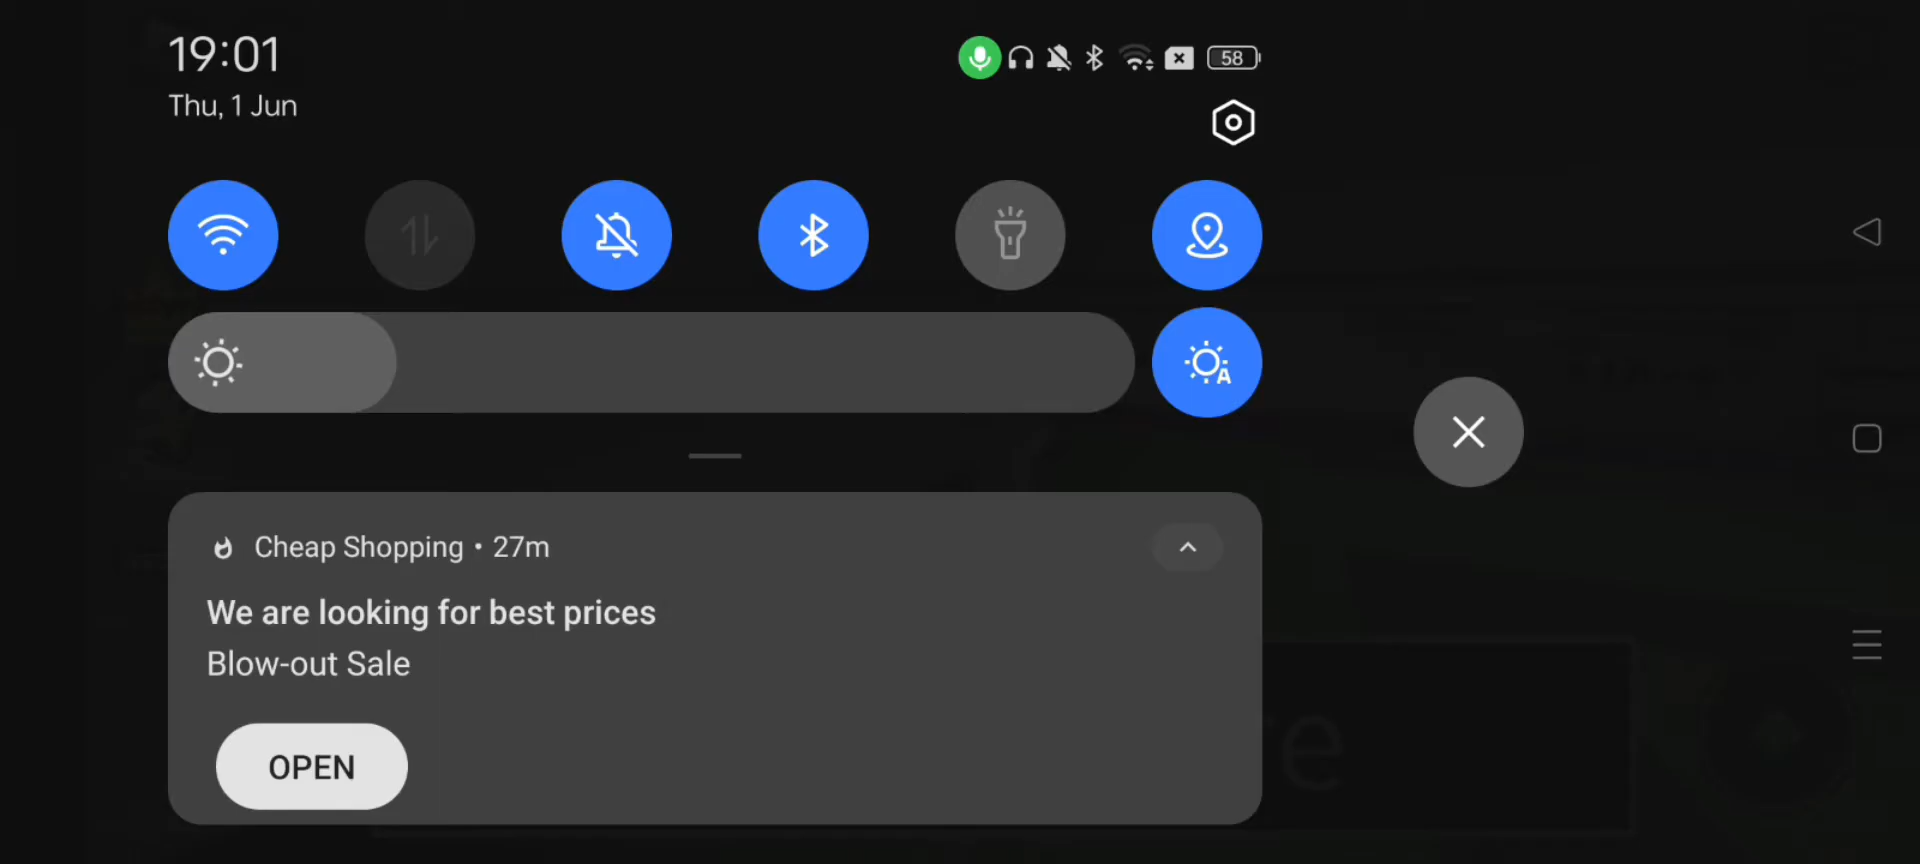 19:01
58
Thu, 1 Jun
A
Cheap Shopping • 27m
We are looking for best prices
Blow-out Sale
OPEN
e